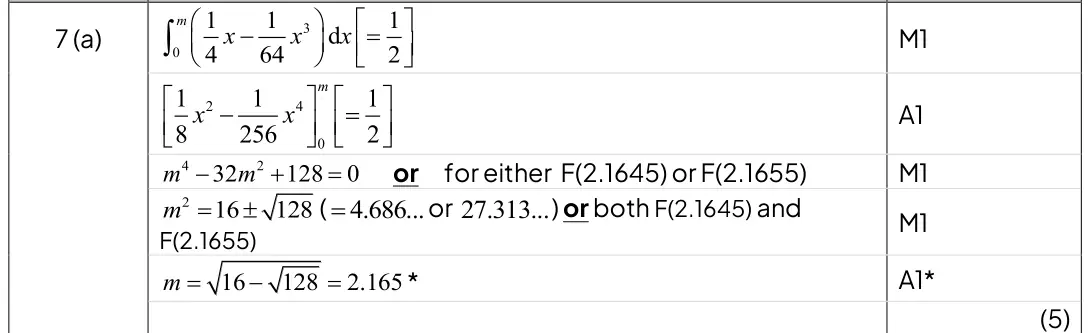 7 (a) ∫₀ᵐ (1/4 x − 1/64 x³) dx [= 1/2] M1
[1/8 x² − 1/256 x⁴]₀ᵐ [= 1/2] A1
m⁴ − 32m² + 128 = 0 or for either F(2.1645) or F(2.1655) M1
m² = 16 ± √128 (= 4.686... or 27.313...) or both F(2.1645) and M1
F(2.1655)
m = √(16 − √128) = 2.165 * A1*
(5)